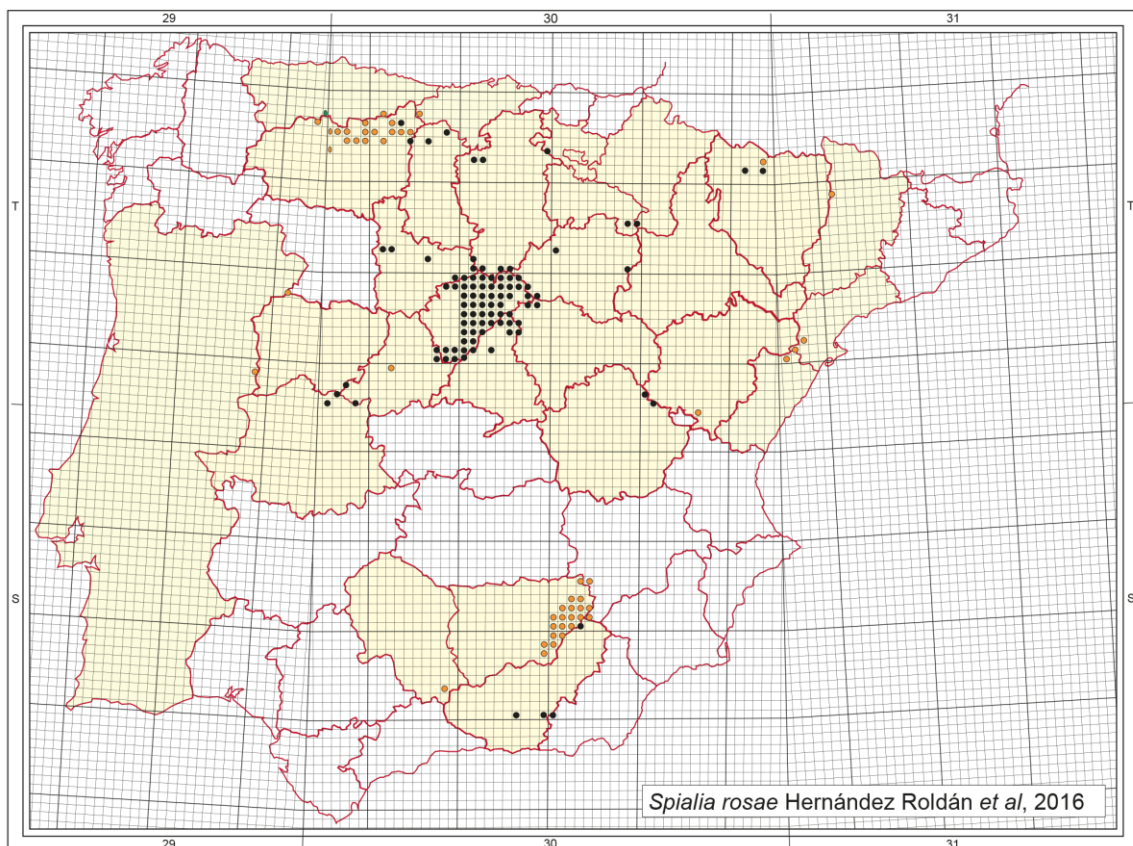 29 30 31
T T
S S
Spialia rosae Hernández Roldán et al, 2016
29 30 31